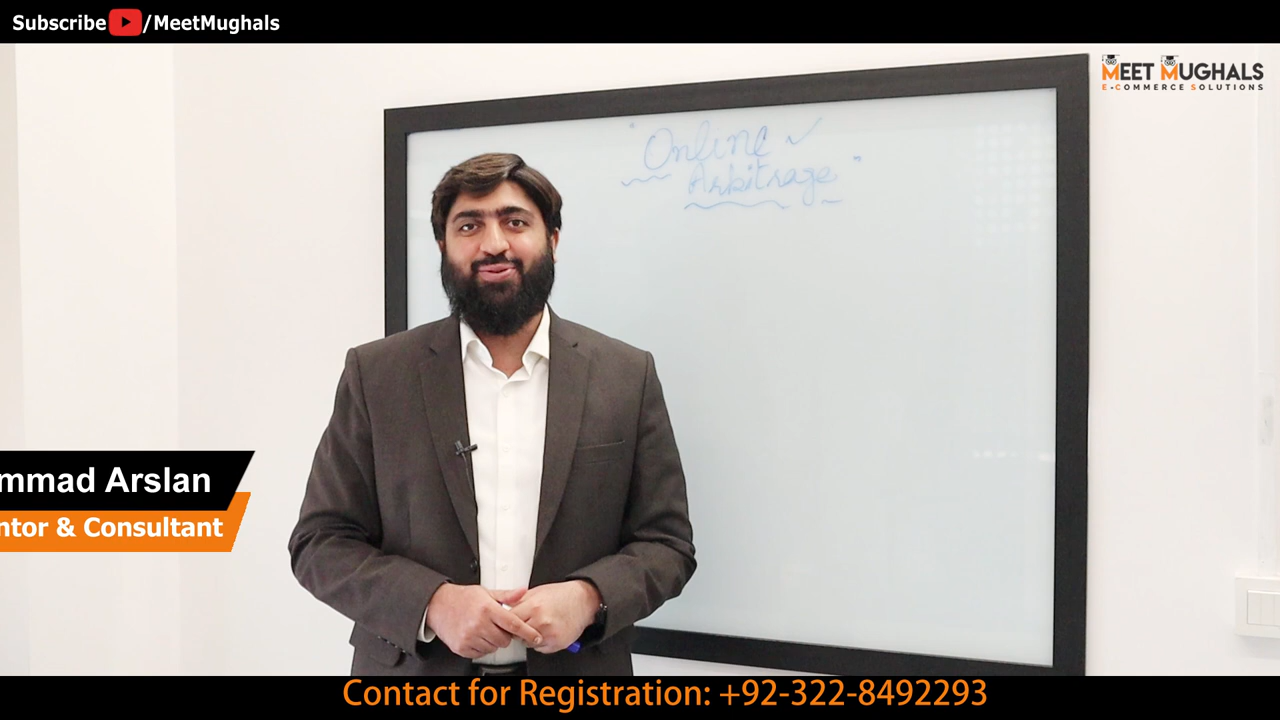 Subscribe /MeetMughals
MEET MUGHALS
E-COMMERCE SOLUTIONS
"Online
Arbitrage"
mmad Arslan
ntor & Consultant
Contact for Registration: +92-322-8492293